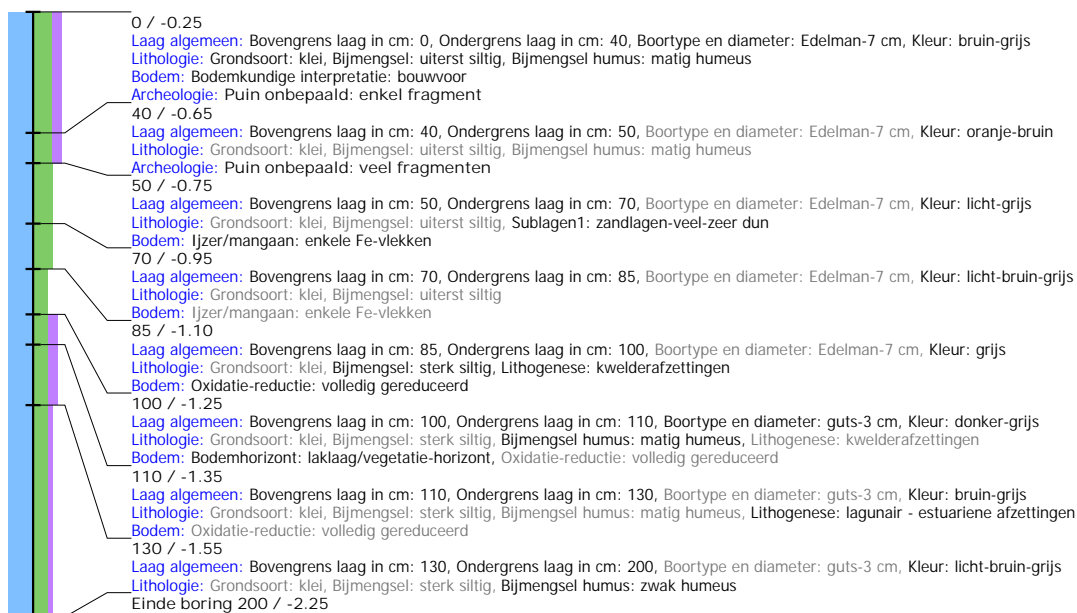 0 / -0.25
Laag algemeen: Bovengrens laag in cm: 0, Ondergrens laag in cm: 40, Boortype en diameter: Edelman-7 cm, Kleur: bruin-grijs
Lithologie: Grondsoort: klei, Bijmengsel: uiterst siltig, Bijmengsel humus: matig humeus
Bodem: Bodemkundige interpretatie: bouwvoor
Archeologie: Puin onbepaald: enkel fragment
40 / -0.65
Laag algemeen: Bovengrens laag in cm: 40, Ondergrens laag in cm: 50, Boortype en diameter: Edelman-7 cm, Kleur: oranje-bruin
Lithologie: Grondsoort: klei, Bijmengsel: uiterst siltig, Bijmengsel humus: matig humeus
Archeologie: Puin onbepaald: veel fragmenten
50 / -0.75
Laag algemeen: Bovengrens laag in cm: 50, Ondergrens laag in cm: 70, Boortype en diameter: Edelman-7 cm, Kleur: licht-grijs
Lithologie: Grondsoort: klei, Bijmengsel: uiterst siltig, Sublagen1: zandlagen-veel-zeer dun
Bodem: Ijzer/mangaan: enkele Fe-vlekken
70 / -0.95
Laag algemeen: Bovengrens laag in cm: 70, Ondergrens laag in cm: 85, Boortype en diameter: Edelman-7 cm, Kleur: licht-bruin-grijs
Lithologie: Grondsoort: klei, Bijmengsel: uiterst siltig
Bodem: Ijzer/mangaan: enkele Fe-vlekken
85 / -1.10
Laag algemeen: Bovengrens laag in cm: 85, Ondergrens laag in cm: 100, Boortype en diameter: Edelman-7 cm, Kleur: grijs
Lithologie: Grondsoort: klei, Bijmengsel: sterk siltig, Lithogenese: kwelderafzettingen
Bodem: Oxidatie-reductie: volledig gereduceerd
100 / -1.25
Laag algemeen: Bovengrens laag in cm: 100, Ondergrens laag in cm: 110, Boortype en diameter: guts-3 cm, Kleur: donker-grijs
Lithologie: Grondsoort: klei, Bijmengsel: sterk siltig, Bijmengsel humus: matig humeus, Lithogenese: kwelderafzettingen
Bodem: Bodemhorizont: laklaag/vegetatie-horizont, Oxidatie-reductie: volledig gereduceerd
110 / -1.35
Laag algemeen: Bovengrens laag in cm: 110, Ondergrens laag in cm: 130, Boortype en diameter: guts-3 cm, Kleur: bruin-grijs
Lithologie: Grondsoort: klei, Bijmengsel: sterk siltig, Bijmengsel humus: matig humeus, Lithogenese: lagunair - estuariene afzettingen
Bodem: Oxidatie-reductie: volledig gereduceerd
130 / -1.55
Laag algemeen: Bovengrens laag in cm: 130, Ondergrens laag in cm: 200, Boortype en diameter: guts-3 cm, Kleur: licht-bruin-grijs
Lithologie: Grondsoort: klei, Bijmengsel: sterk siltig, Bijmengsel humus: zwak humeus
Einde boring 200 / -2.25